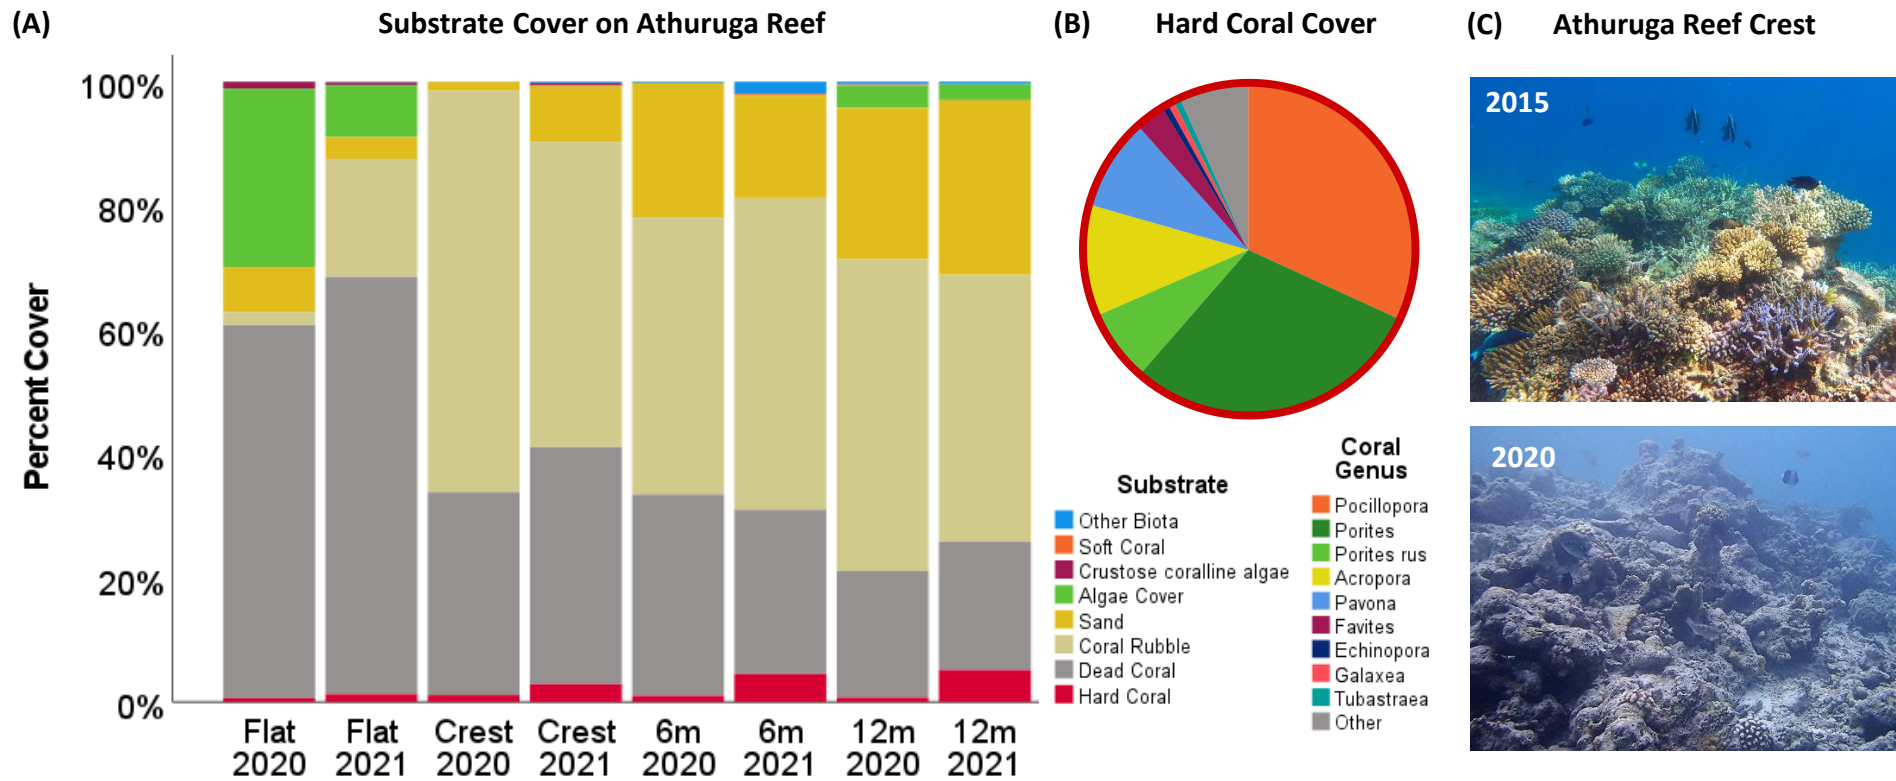 (A) Substrate Cover on Athuruga Reef
Percent Cover
100%
80%
60%
40%
20%
0%
Flat 2020
Flat 2021
Crest 2020
Crest 2021
6m 2020
6m 2021
12m 2020
12m 2021
(B) Hard Coral Cover
Substrate
Other Biota
Soft Coral
Crustose coralline algae
Algae Cover
Sand
Coral Rubble
Dead Coral
Hard Coral
Coral
Genus
Pocillopora
Porites
Porites rus
Acropora
Pavona
Favites
Echinopora
Galaxea
Tubastraea
Other
(C) Athuruga Reef Crest
2015
2020